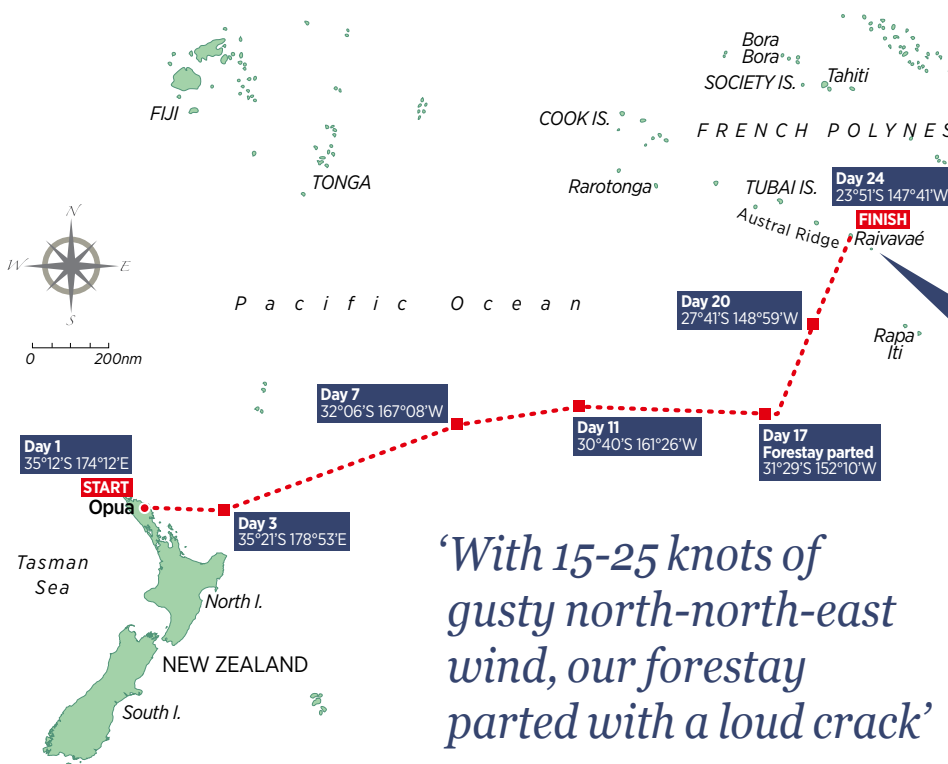 Bora
Bora
SOCIETY IS.
Tahiti
FIJI
COOK IS.
FRENCH POLYNES
TONGA
Rarotonga
TUBAI IS.
Day 24
23°51'S 147°41'W
FINISH
Austral Ridge
Raivavaé
N
W
E
S
Pacific Ocean
Day 20
27°41'S 148°59'W
Rapa
Iti
0
200nm
Day 7
32°06'S 167°08'W
Day 11
30°40'S 161°26'W
Day 17
Forestay parted
31°29'S 152°10'W
Day 1
35°12'S 174°12'E
START
Opua
Day 3
35°21'S 178°53'E
Tasman
Sea
North I.
NEW ZEALAND
South I.
‘With 15-25 knots of
gusty north-north-east
wind, our forestay
parted with a loud crack’